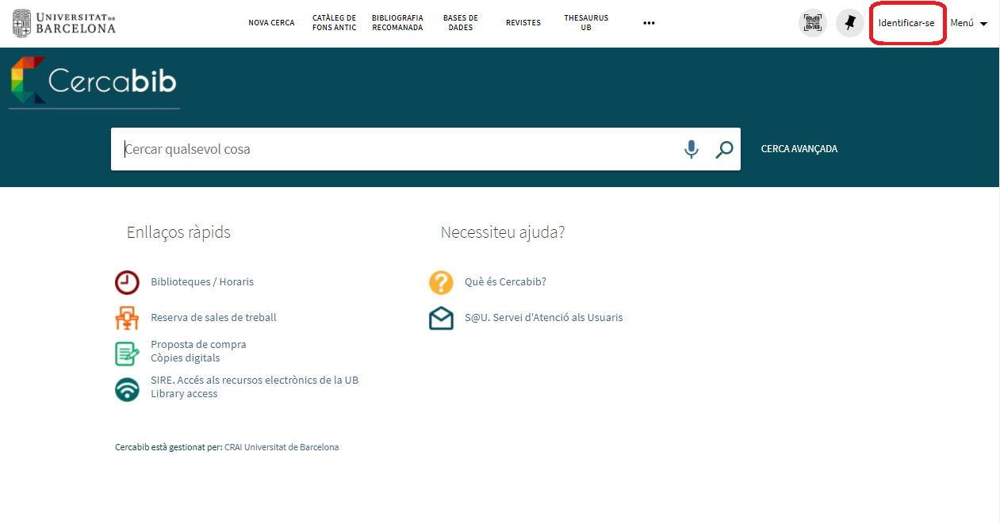 UNIVERSITAT DE
BARCELONA
NOVA CERCA
CATÀLEG DE
FONS ANTIC
BIBLIOGRAFIA
RECOMANADA
BASES DE
DADES
REVISTES
THESAURUS
UB
Identificar-se
Menú
Cercabib
Cercar qualsevol cosa
CERCA AVANÇADA
Enllaços ràpids
Biblioteques / Horaris
Reserva de sales de treball
Proposta de compra
Còpies digitals
SIRE. Accés als recursos electrònics de la UB
Library access
Necessiteu ajuda?
Què és Cercabib?
S@U. Servei d'Atenció als Usuaris
Cercabib està gestionat per: CRAI Universitat de Barcelona